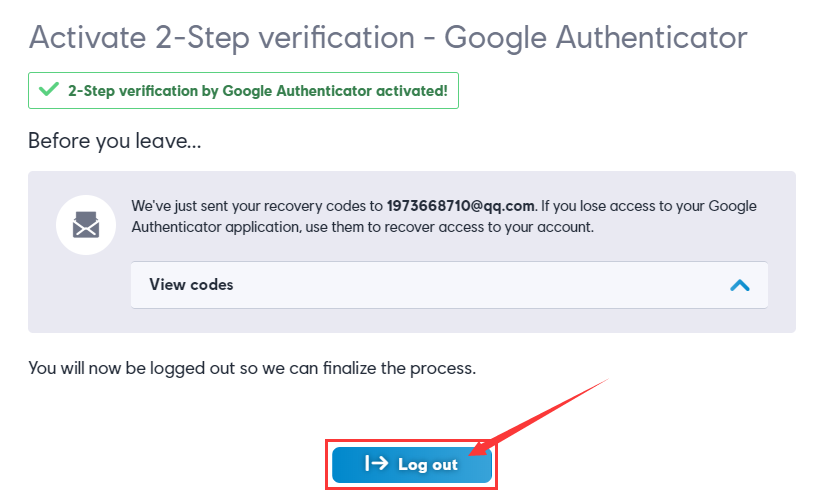 Activate 2-Step verification - Google Authenticator
2-Step verification by Google Authenticator activated!
Before you leave...
We've just sent your recovery codes to 1973668710@qq.com. If you lose access to your Google
Authenticator application, use them to recover access to your account.
View codes
You will now be logged out so we can finalize the process.
Log out